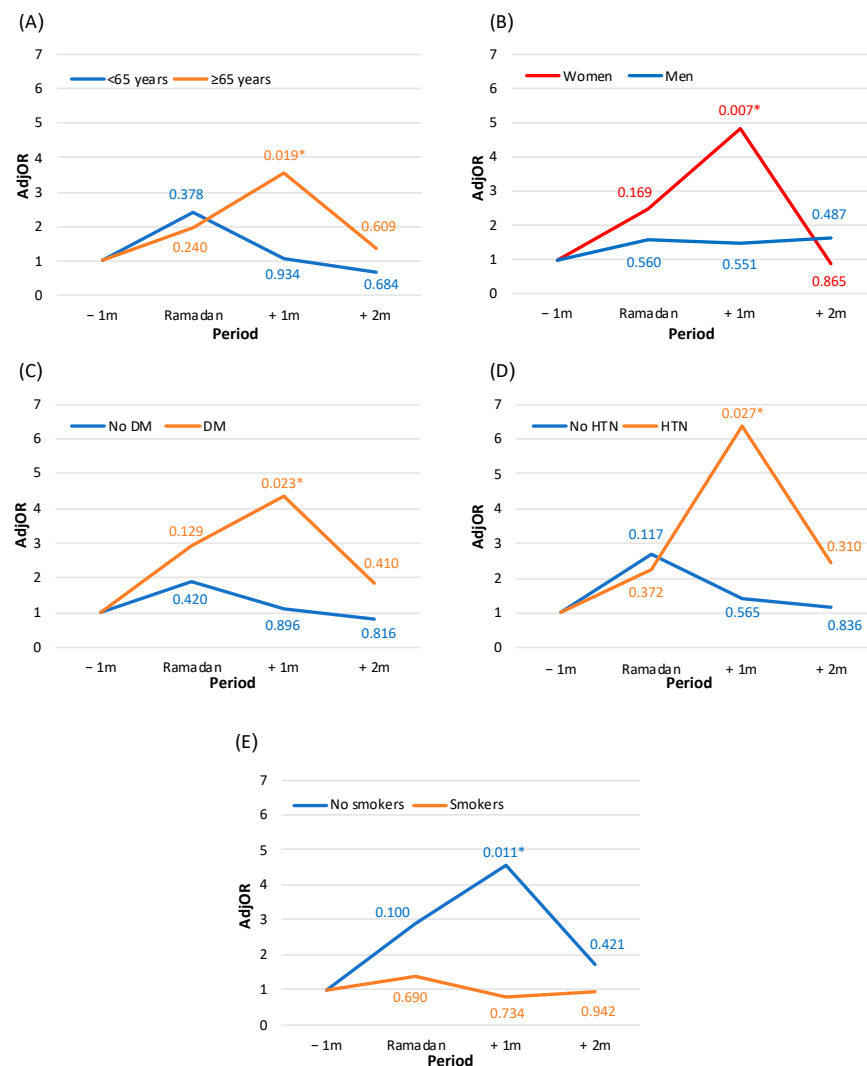 (A)
7
6
5
4
3
2
1
0
AdjOR
<65 years ≥65 years
0.378
0.240
0.019*
0.934
0.609
0.684
− 1m Ramadan + 1m + 2m
Period
(B)
7
6
5
4
3
2
1
0
AdjOR
Women Men
0.169
0.560
0.007*
0.551
0.487
0.865
− 1m Ramadan + 1m + 2m
Period
(C)
7
6
5
4
3
2
1
0
AdjOR
No DM DM
0.129
0.420
0.023*
0.896
0.410
0.816
− 1m Ramadan + 1m + 2m
Period
(D)
7
6
5
4
3
2
1
0
AdjOR
No HTN HTN
0.117
0.372
0.027*
0.565
0.310
0.836
− 1m Ramadan + 1m + 2m
Period
(E)
7
6
5
4
3
2
1
0
AdjOR
No smokers Smokers
0.100
0.690
0.011*
0.734
0.421
0.942
− 1m Ramadan + 1m + 2m
Period